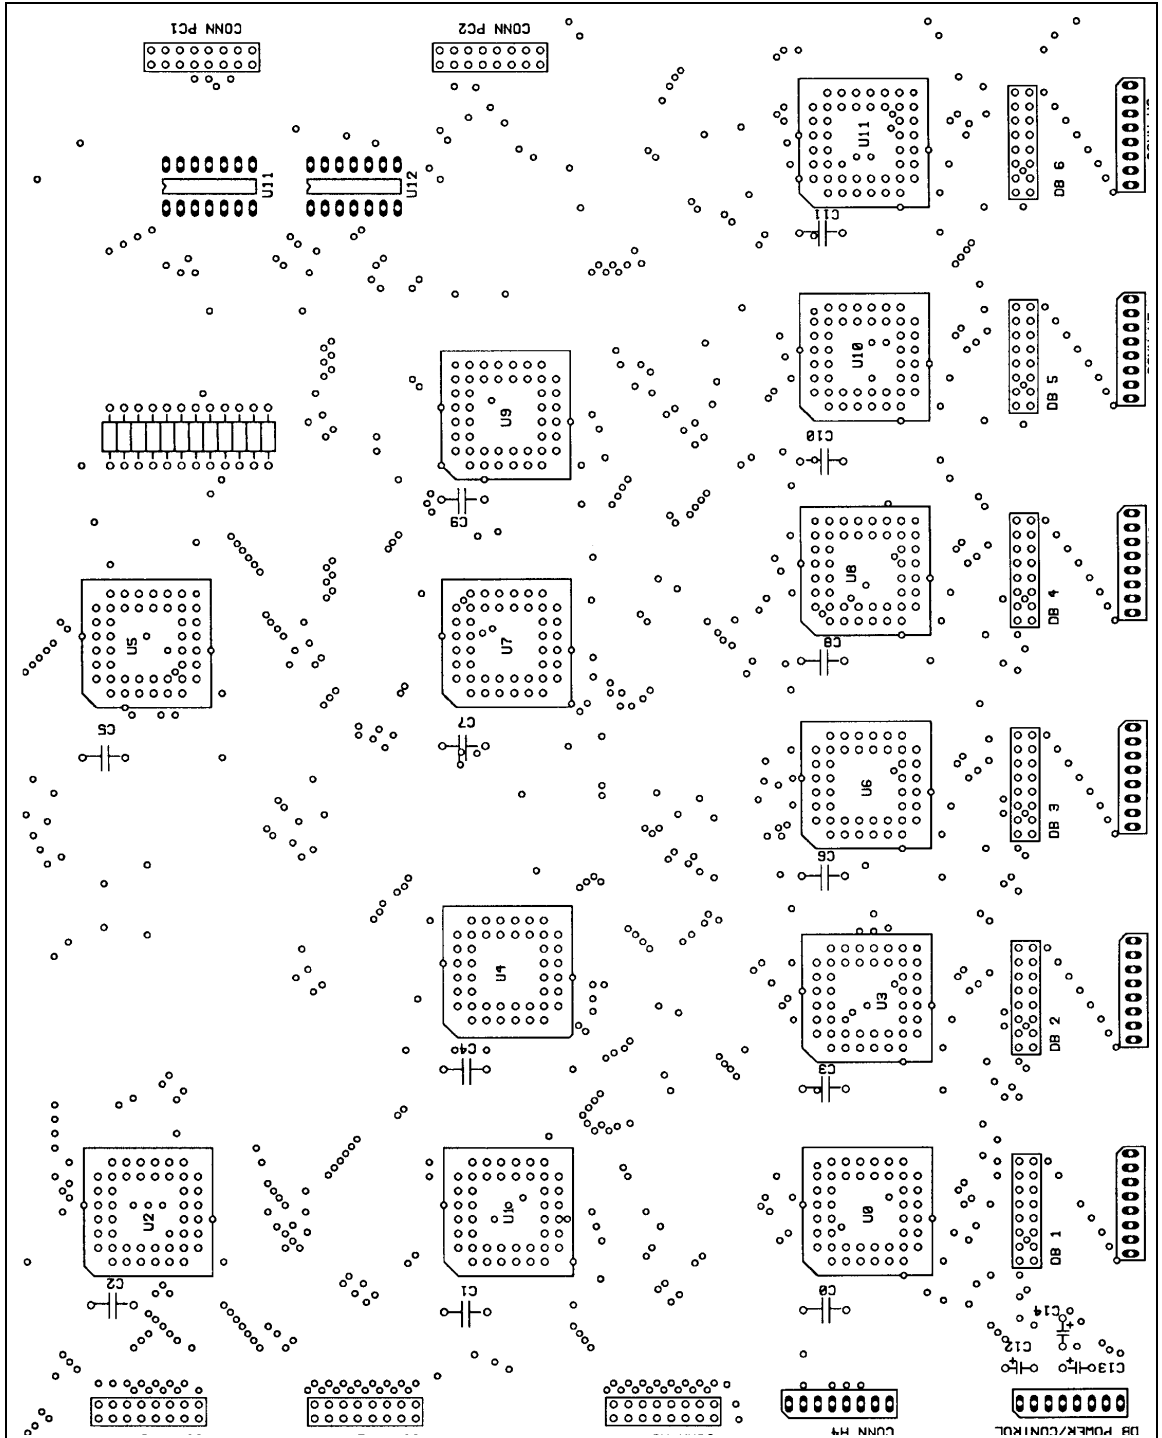 CONN PC1
CONN PC2
U11
U12
U11
C11
DB 6
U10
C10
DB 5
U9
C9
U8
C8
DB 4
U5
C5
U7
C7
U6
C6
DB 3
U4
C4
U3
C3
DB 2
U2
C2
U1
C1
U0
C0
DB 1
C14
C12
C13
CONN H4
DB POWER/CONTROL